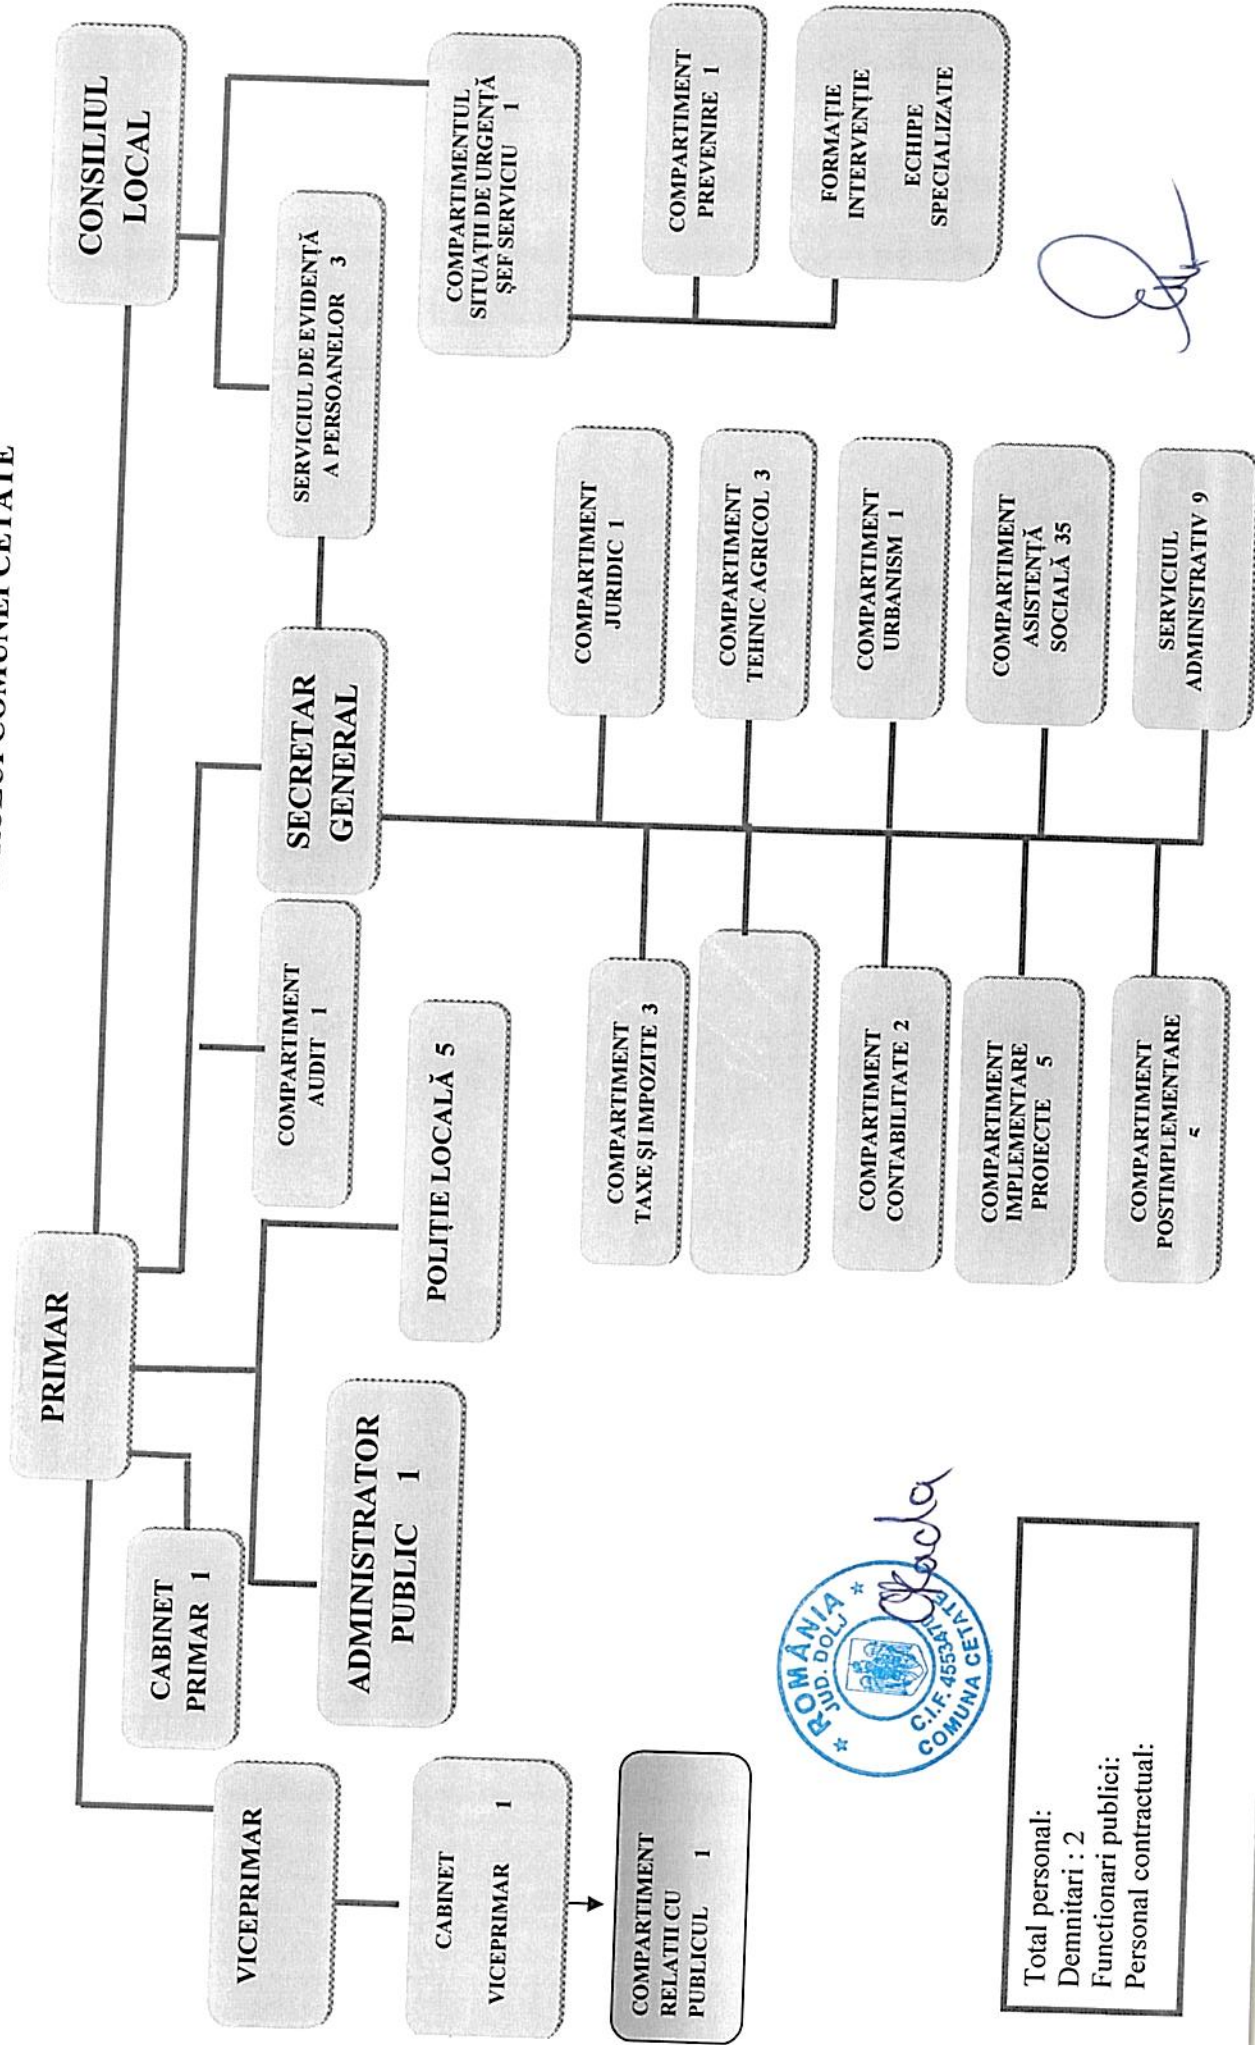 COMUNEI CETATE
CONSILIUL
LOCAL
PRIMAR
VICEPRIMAR
CABINET
PRIMAR 1
ADMINISTRATOR
PUBLIC 1
POLIȚIE LOCALĂ 5
COMPARTIMENT
AUDIT 1
SECRETAR
GENERAL
SERVICIUL DE EVIDENȚĂ
A PERSOANELOR 3
COMPARTIMENTUL
SITUAȚII DE URGENȚĂ
ȘEF SERVICIU 1
COMPARTIMENT
PREVENIRE 1
FORMAȚIE
INTERVENȚIE
ECHIPE
SPECIALIZATE
CABINET
VICEPRIMAR 1
COMPARTIMENT
RELATII CU
PUBLICUL 1
COMPARTIMENT
TAXE ȘI IMPOZITE 3
COMPARTIMENT
CONTABILITATE 2
COMPARTIMENT
IMPLEMENTARE
PROIECTE 5
COMPARTIMENT
POSTIMPLEMENTARE
COMPARTIMENT
JURIDIC 1
COMPARTIMENT
TEHNIC AGRICOL 3
COMPARTIMENT
URBANISM 1
COMPARTIMENT
ASISTENȚĂ
SOCIALĂ 35
SERVICIUL
ADMINISTRATIV 9
Total personal:
Demnitari : 2
Functionari publici:
Personal contractual:
ROMÂNIA
JUD. DOLJ
C.I.F. 4553470
COMUNA CETATE